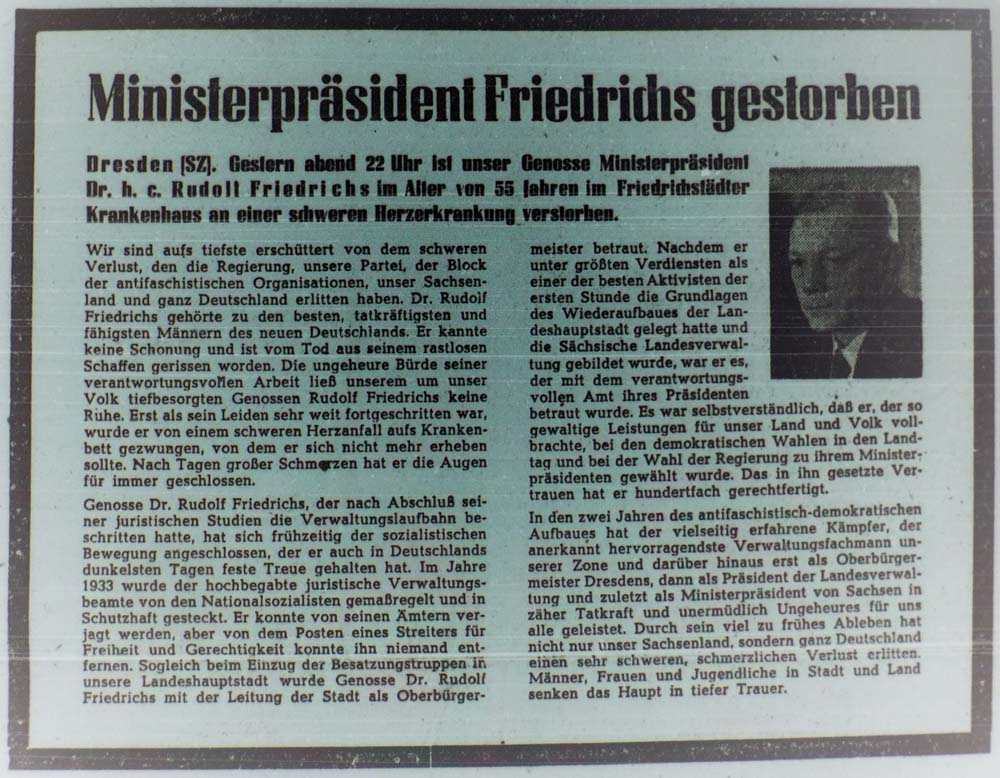 Ministerpräsident Friedrichs gestorben
Dresden (SZ). Gestern abend 22 Uhr ist unser Genosse Ministerpräsident
Dr. h. c. Rudolf Friedrichs im Alter von 55 Jahren im Friedrichstädter
Krankenhaus an einer schweren Herzerkrankung verstorben.
Wir sind aufs tiefste erschüttert von dem schweren
Verlust, den die Regierung, unsere Partei, der Block
der antifaschistischen Organisationen, unser Sachsen-
land und ganz Deutschland erlitten haben. Dr. Rudolf
Friedrichs gehörte zu den besten, tatkräftigsten und
fähigsten Männern des neuen Deutschlands. Er kannte
keine Schonung und ist vom Tod aus seinem rastlosen
Schaffen gerissen worden. Die ungeheure Bürde seiner
verantwortungsvollen Arbeit ließ unserem um unser
Volk tiefbesorgten Genossen Rudolf Friedrichs keine
Ruhe. Erst als sein Leiden sehr weit fortgeschritten war,
wurde er von einem schweren Herzanfall aufs Kranken-
bett gezwungen, von dem er sich nicht mehr erheben
sollte. Nach Tagen großer Schmerzen hat er die Augen
für immer geschlossen.
Genosse Dr. Rudolf Friedrichs, der nach Abschluß sei-
ner juristischen Studien die Verwaltungslaufbahn be-
schritten hatte, hat sich frühzeitig der sozialistischen
Bewegung angeschlossen, der er auch in Deutschlands
dunkelsten Tagen feste Treue gehalten hat. Im Jahre
1933 wurde der hochbegabte juristische Verwaltungs-
beamte von den Nationalsozialisten gemaßregelt und in
Schutzhaft gesteckt. Er konnte von seinen Ämtern ver-
jagt werden, aber von dem Posten eines Streiters für
Freiheit und Gerechtigkeit konnte ihn niemand ent-
fernen. Sogleich beim Einzug der Besatzungstruppen in
unsere Landeshauptstadt wurde Genosse Dr. Rudolf
Friedrichs mit der Leitung der Stadt als Oberbürger-
meister betraut. Nachdem er
unter größten Verdiensten als
einer der besten Aktivisten der
ersten Stunde die Grundlagen
des Wiederaufbaues der Lan-
deshauptstadt gelegt hatte und
die Sächsische Landesverwal-
tung gebildet wurde, war er es,
der mit dem verantwortungs-
vollen Amt ihres Präsidenten
betraut wurde. Es war selbstverständlich, daß er, der so
gewaltige Leistungen für unser Land und Volk voll-
brachte, bei den demokratischen Wahlen in den Land-
tag und bei der Wahl der Regierung zu ihrem Minister-
präsidenten gewählt wurde. Das in ihn gesetzte Ver-
trauen hat er hundertfach gerechtfertigt.
In den zwei Jahren des antifaschistisch-demokratischen
Aufbaues hat der vielseitig erfahrene Kämpfer, der
anerkannt hervorragendste Verwaltungsfachmann un-
serer Zone und darüber hinaus erst als Oberbürger-
meister Dresdens, dann als Präsident der Landesverwal-
tung und zuletzt als Ministerpräsident von Sachsen in
zäher Tatkraft und unermüdlich Ungeheures für uns
alle geleistet. Durch sein viel zu frühes Ableben hat
nicht nur unser Sachsenland, sondern ganz Deutschland
einen sehr schweren, schmerzlichen Verlust erlitten.
Männer, Frauen und Jugendliche in Stadt und Land
senken das Haupt in tiefer Trauer.